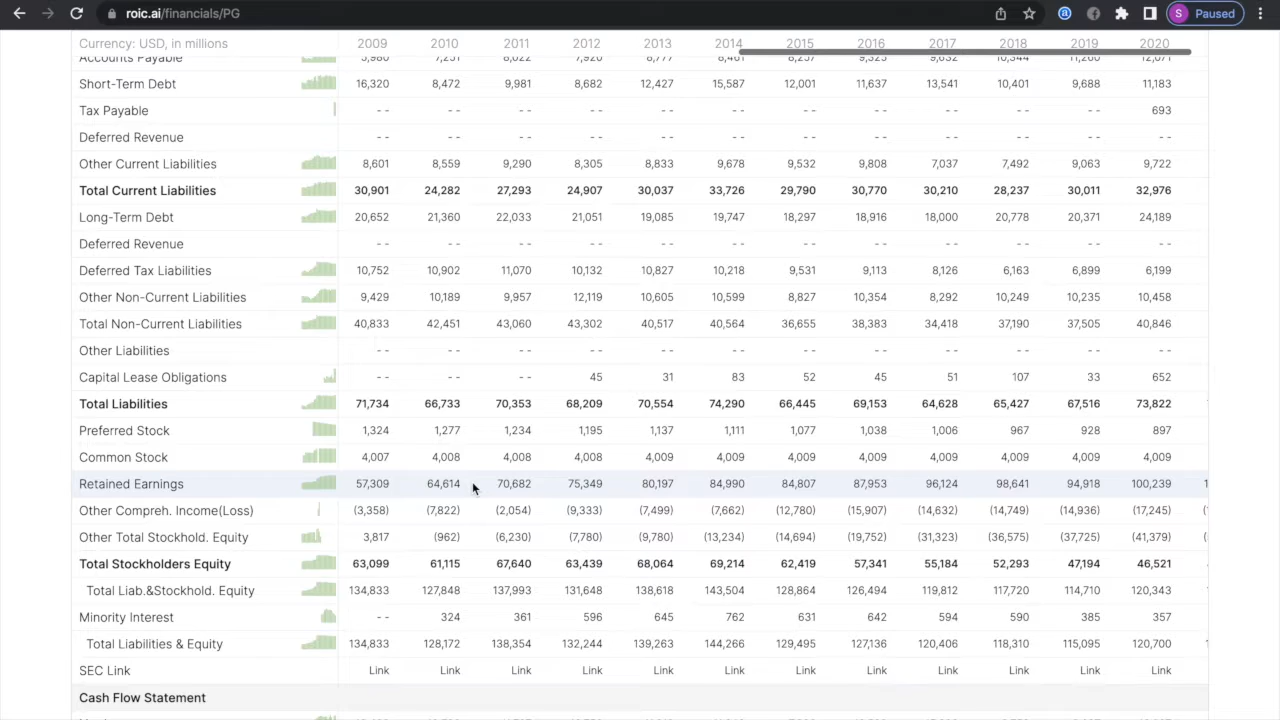 roic.ai/financials/PG S Paused
Currency: USD, in millions 2009 2010 2011 2012 2013 2014 2015 2016 2017 2018 2019 2020
Accounts Payable 5,980 7,251 8,022 7,920 8,777 8,461 8,257 9,325 9,632 10,344 11,260 12,071
Short-Term Debt 16,320 8,472 9,981 8,682 12,427 15,587 12,001 11,637 13,541 10,401 9,688 11,183
Tax Payable - - - - - - - - - - - - - - - - - - - - - - 693
Deferred Revenue - - - - - - - - - - - - - - - - - - - - - - - -
Other Current Liabilities 8,601 8,559 9,290 8,305 8,833 9,678 9,532 9,808 7,037 7,492 9,063 9,722
Total Current Liabilities 30,901 24,282 27,293 24,907 30,037 33,726 29,790 30,770 30,210 28,237 30,011 32,976
Long-Term Debt 20,652 21,360 22,033 21,051 19,085 19,747 18,297 18,916 18,000 20,778 20,371 24,189
Deferred Revenue - - - - - - - - - - - - - - - - - - - - - - - -
Deferred Tax Liabilities 10,752 10,902 11,070 10,132 10,827 10,218 9,531 9,113 8,126 6,163 6,899 6,199
Other Non-Current Liabilities 9,429 10,189 9,957 12,119 10,605 10,599 8,827 10,354 8,292 10,249 10,235 10,458
Total Non-Current Liabilities 40,833 42,451 43,060 43,302 40,517 40,564 36,655 38,383 34,418 37,190 37,505 40,846
Other Liabilities - - - - - - - - - - - - - - - - - - - - - - - -
Capital Lease Obligations - - - - - - 45 31 83 52 45 51 107 33 652
Total Liabilities 71,734 66,733 70,353 68,209 70,554 74,290 66,445 69,153 64,628 65,427 67,516 73,822
Preferred Stock 1,324 1,277 1,234 1,195 1,137 1,111 1,077 1,038 1,006 967 928 897
Common Stock 4,007 4,008 4,008 4,008 4,009 4,009 4,009 4,009 4,009 4,009 4,009 4,009
Retained Earnings 57,309 64,614 70,682 75,349 80,197 84,990 84,807 87,953 96,124 98,641 94,918 100,239
Other Compreh. Income(Loss) (3,358) (7,822) (2,054) (9,333) (7,499) (7,662) (12,780) (15,907) (14,632) (14,749) (14,936) (17,245)
Other Total Stockhold. Equity 3,817 (962) (6,230) (7,780) (9,780) (13,234) (14,694) (19,752) (31,323) (36,575) (37,725) (41,379)
Total Stockholders Equity 63,099 61,115 67,640 63,439 68,064 69,214 62,419 57,341 55,184 52,293 47,194 46,521
Total Liab.&Stockhold. Equity 134,833 127,848 137,993 131,648 138,618 143,504 128,864 126,494 119,812 117,720 114,710 120,343
Minority Interest - - 324 361 596 645 762 631 642 594 590 385 357
Total Liabilities & Equity 134,833 128,172 138,354 132,244 139,263 144,266 129,495 127,136 120,406 118,310 115,095 120,700
SEC Link Link Link Link Link Link Link Link Link Link Link Link Link
Cash Flow Statement